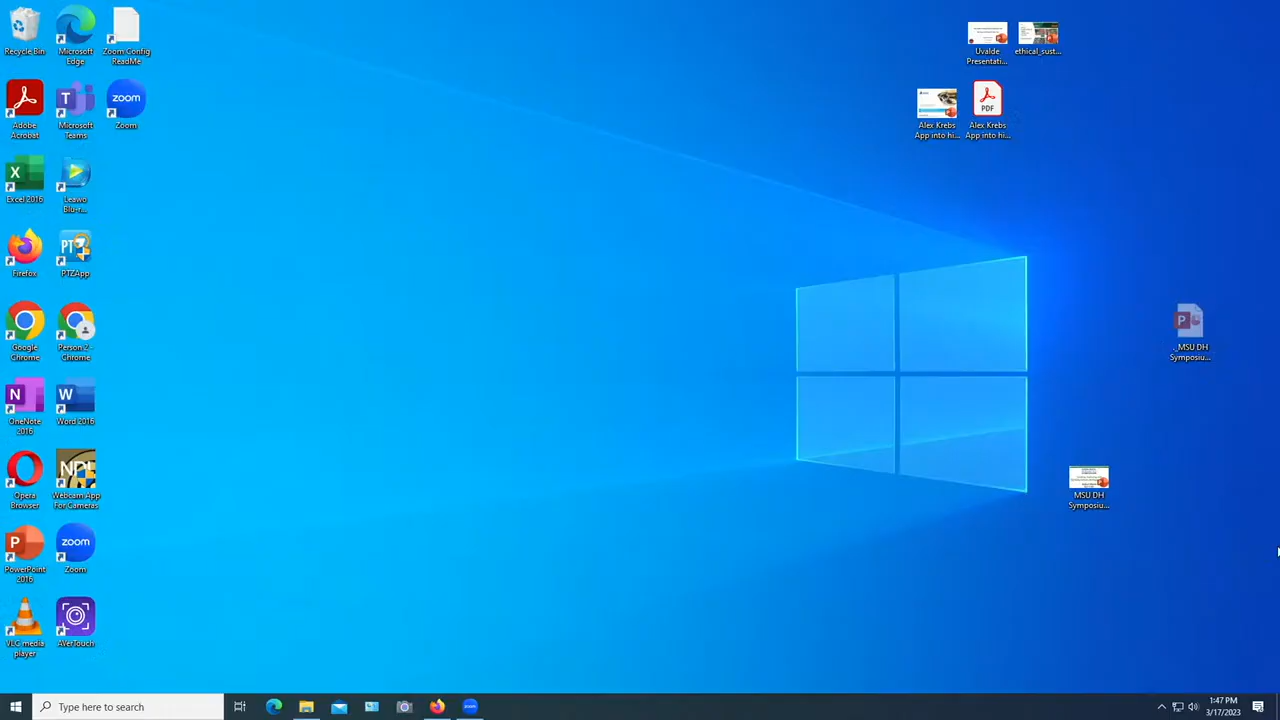 Recycle Bin
Microsoft
Edge
Zoom Config
ReadMe
Adobe
Acrobat
Microsoft
Teams
zoom
Zoom
Excel 2016
Leawo
Blu-r...
Firefox
PTZApp
Google
Chrome
Person 2 -
Chrome
OneNote
2016
Word 2016
Opera
Browser
Webcam App
For Cameras
PowerPoint
2016
zoom
Zoom
VLC media
player
AVerTouch
Uvalde
Presentati...
ethical_sust...
Alex Krebs
App into hi...
PDF
Alex Krebs
App into hi...
_MSU DH
Symposiu...
MSU DH
Symposiu...
Type here to search
1:47 PM
3/17/2023